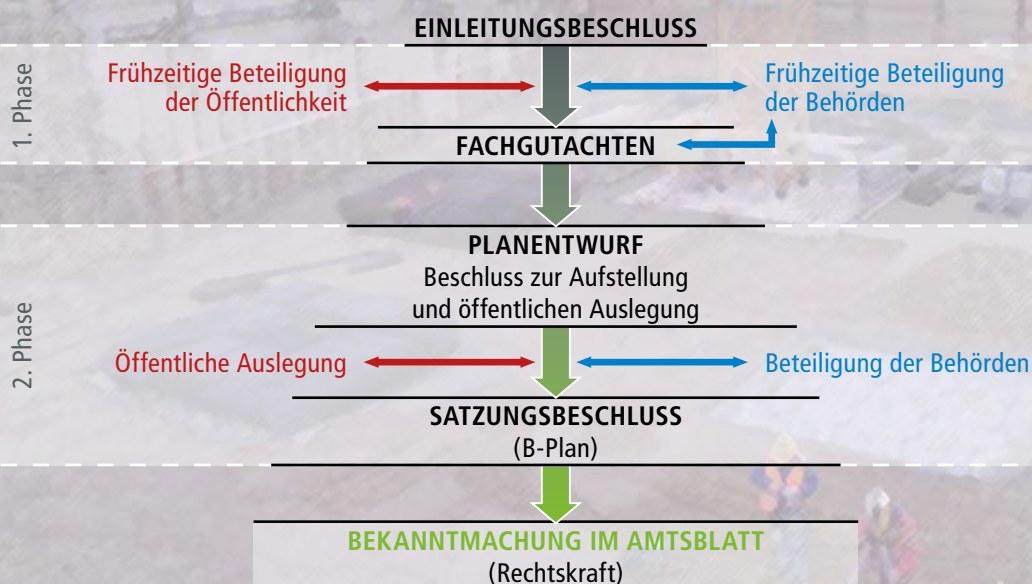 EINLEITUNGSBESCHLUSS
1. Phase
Frühzeitige Beteiligung
der Öffentlichkeit
Frühzeitige Beteiligung
der Behörden
FACHGUTACHTEN
2. Phase
PLANENTWURF
Beschluss zur Aufstellung
und öffentlichen Auslegung
Öffentliche Auslegung
Beteiligung der Behörden
SATZUNGSBESCHLUSS
(B-Plan)
BEKANNTMACHUNG IM AMTSBLATT
(Rechtskraft)